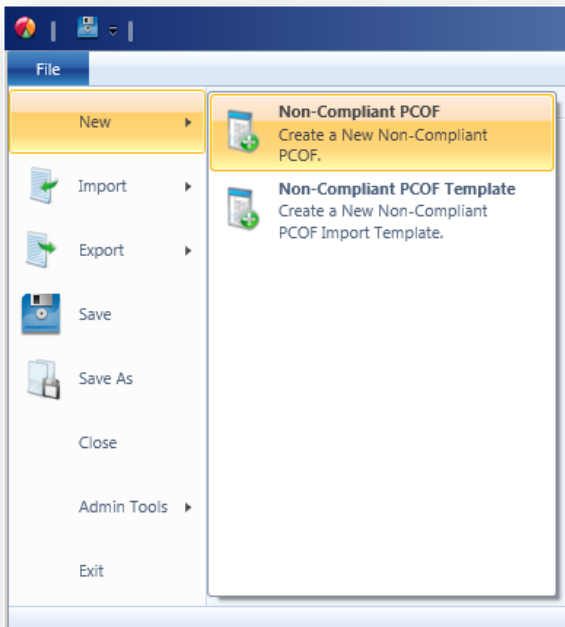 File
New
Non-Compliant PCOF
Create a New Non-Compliant
PCOF.
Import
Non-Compliant PCOF Template
Create a New Non-Compliant
PCOF Import Template.
Export
Save
Save As
Close
Admin Tools
Exit